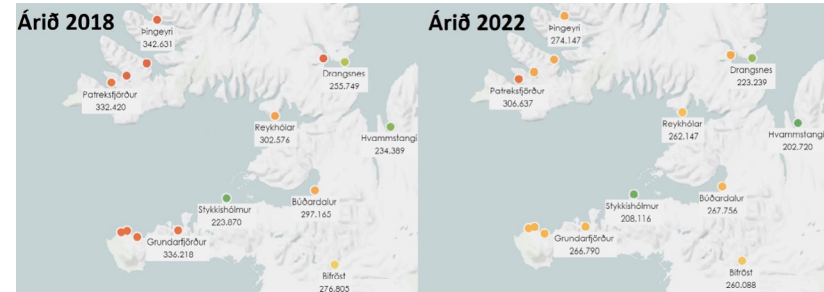 Árið 2018
Þingeyri
342.631
Drangsnes
255.749
Patreksfjörður
332.420
Reykhólar
302.576
Hvammstangi
234.389
Stykkishólmur
223.870
Búðardalur
297.165
Grundarfjörður
336.218
Bifröst
276.805
Árið 2022
Þingeyri
274.147
Drangsnes
223.239
Patreksfjörður
306.637
Reykhólar
262.147
Hvammstangi
202.720
Stykkishólmur
208.116
Búðardalur
267.756
Grundarfjörður
266.790
Bifröst
260.088